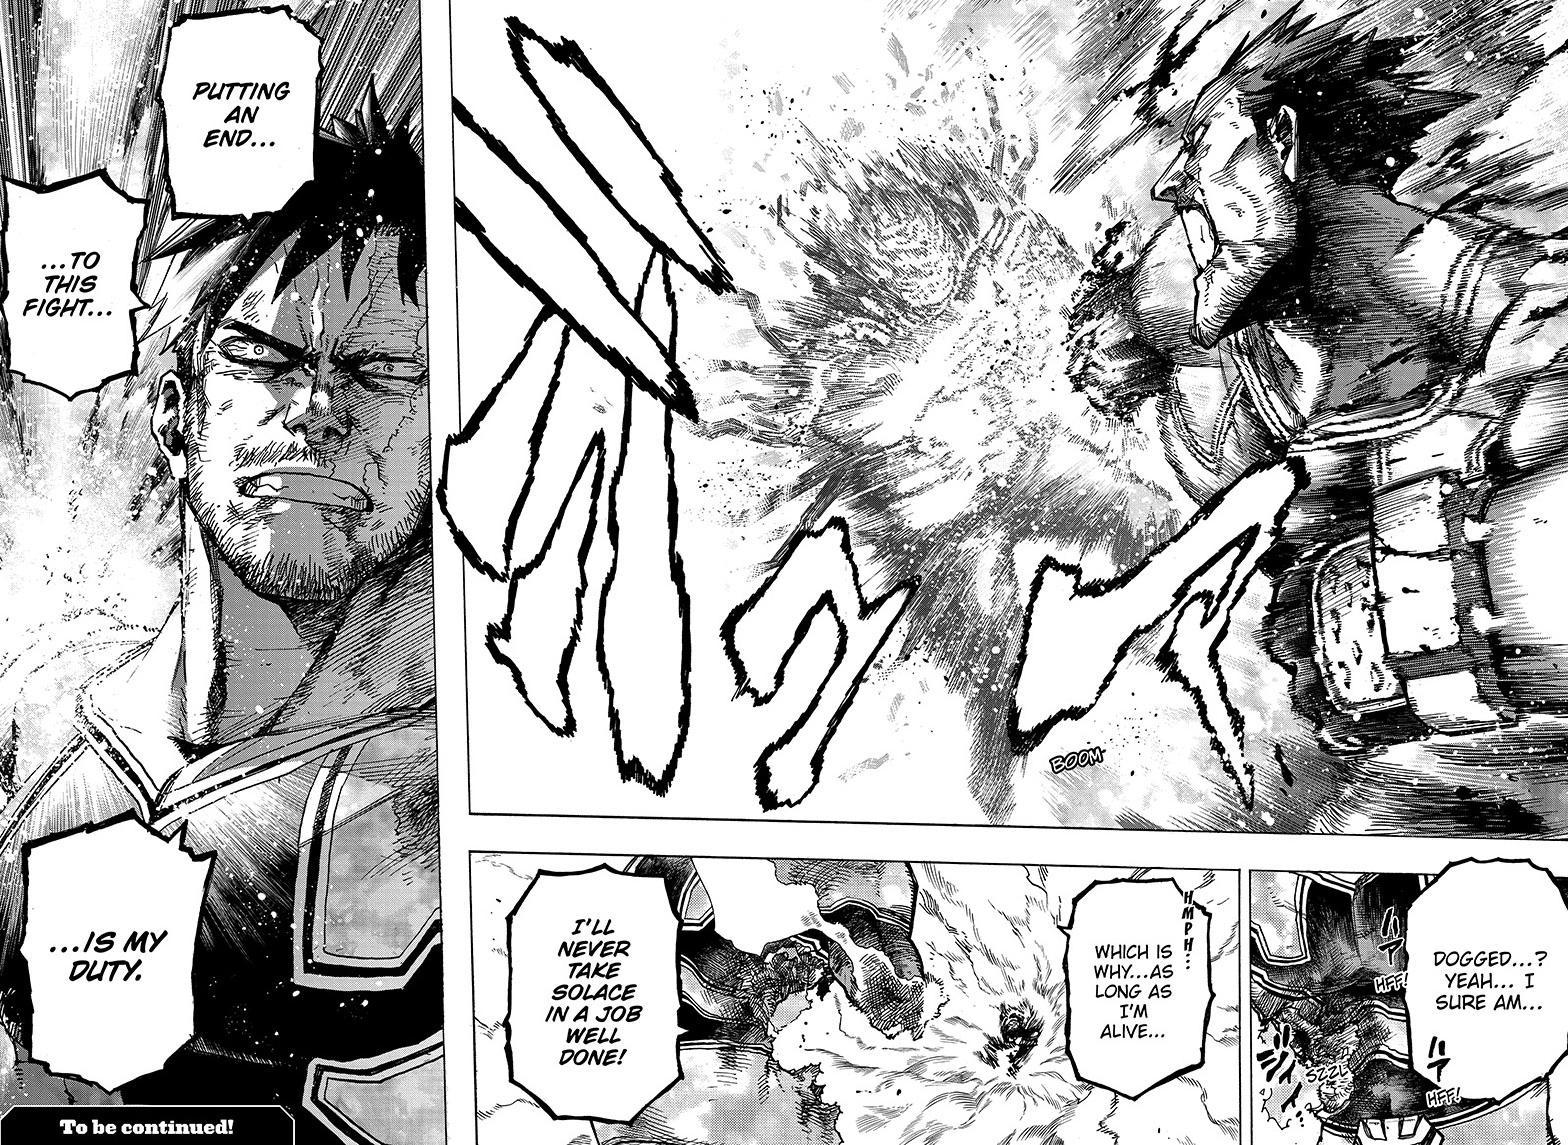 BOOM
DOGGED...?
YEAH... I
SURE AM...
HFF!
SZZL
HFF!
HMPH...
WHICH IS
WHY...AS
LONG AS
I'M
ALIVE...
I'LL
NEVER
TAKE
SOLACE
IN A JOB
WELL
DONE!
PUTTING
AN
END...
...TO
THIS
FIGHT...
...IS MY
DUTY.
To be continued!